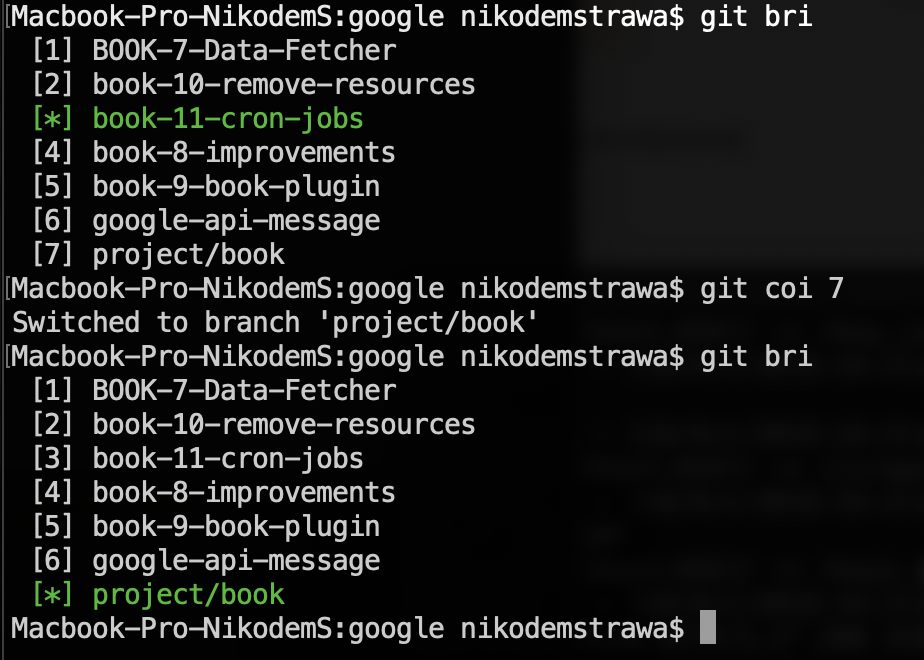 Macbook-Pro-NikodemS:google nikodemstrawa$ git bri
[1] BOOK-7-Data-Fetcher
[2] book-10-remove-resources
[*] book-11-cron-jobs
[4] book-8-improvements
[5] book-9-book-plugin
[6] google-api-message
[7] project/book
Macbook-Pro-NikodemS:google nikodemstrawa$ git coi 7
Switched to branch 'project/book'
Macbook-Pro-NikodemS:google nikodemstrawa$ git bri
[1] BOOK-7-Data-Fetcher
[2] book-10-remove-resources
[3] book-11-cron-jobs
[4] book-8-improvements
[5] book-9-book-plugin
[6] google-api-message
[*] project/book
Macbook-Pro-NikodemS:google nikodemstrawa$